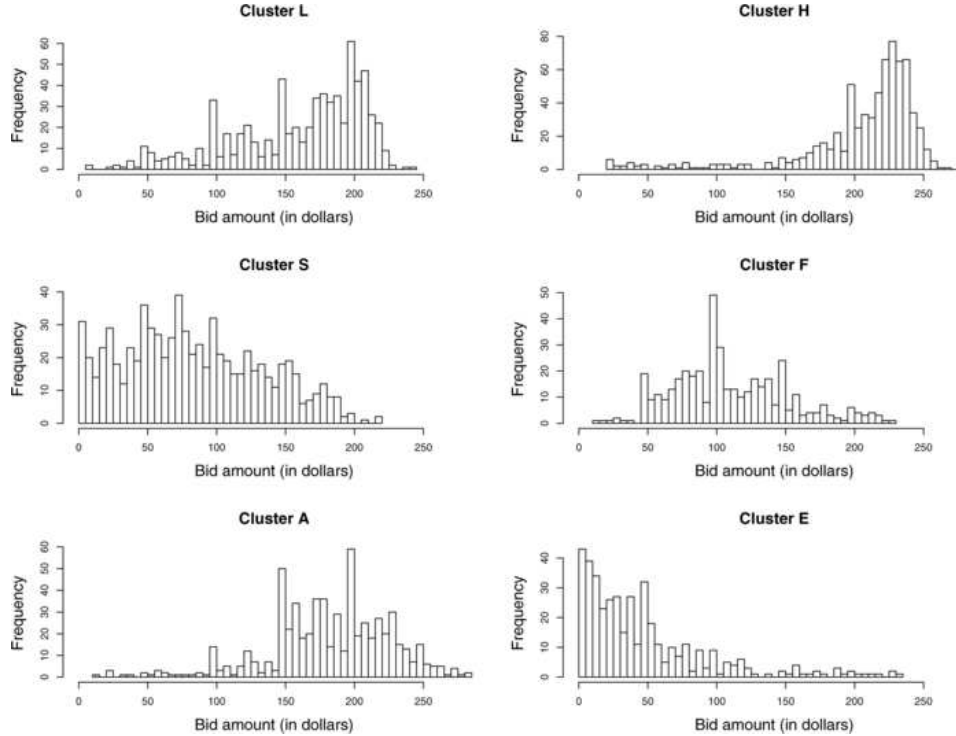 Cluster L
Frequency
0 10 20 30 40 50 60
0 50 100 150 200 250
Bid amount (in dollars)
Cluster H
Frequency
0 20 40 60 80
0 50 100 150 200 250
Bid amount (in dollars)
Cluster S
Frequency
0 10 20 30 40
0 50 100 150 200 250
Bid amount (in dollars)
Cluster F
Frequency
0 10 20 30 40 50
0 50 100 150 200 250
Bid amount (in dollars)
Cluster A
Frequency
0 10 20 30 40 50 60
0 50 100 150 200 250
Bid amount (in dollars)
Cluster E
Frequency
0 10 20 30 40
0 50 100 150 200 250
Bid amount (in dollars)